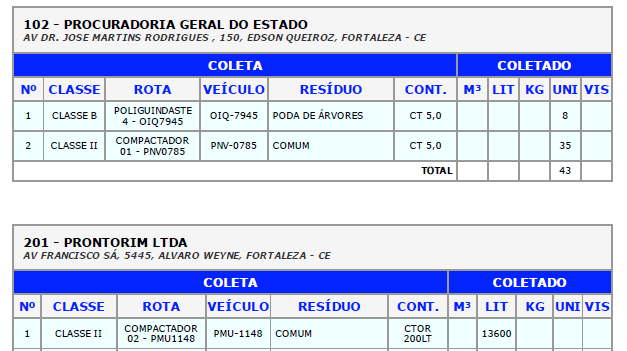 102 - PROCURADORIA GERAL DO ESTADO
AV DR. JOSE MARTINS RODRIGUES , 150, EDSON QUEIROZ, FORTALEZA - CE
COLETA COLETADO
Nº CLASSE ROTA VEÍCULO RESÍDUO CONT. M³ LIT KG UNI VIS
1 CLASSE B POLIGUINDASTE 4 - OIQ7945 OIQ-7945 PODA DE ÁRVORES CT 5,0 8
2 CLASSE II COMPACTADOR 01 - PNV0785 PNV-0785 COMUM CT 5,0 35
TOTAL 43
201 - PRONTORIM LTDA
AV FRANCISCO SÁ, 5445, ALVARO WEYNE, FORTALEZA - CE
COLETA COLETADO
Nº CLASSE ROTA VEÍCULO RESÍDUO CONT. M³ LIT KG UNI VIS
1 CLASSE II COMPACTADOR 02 - PMU1148 PMU-1148 COMUM CTOR 200LT 13600